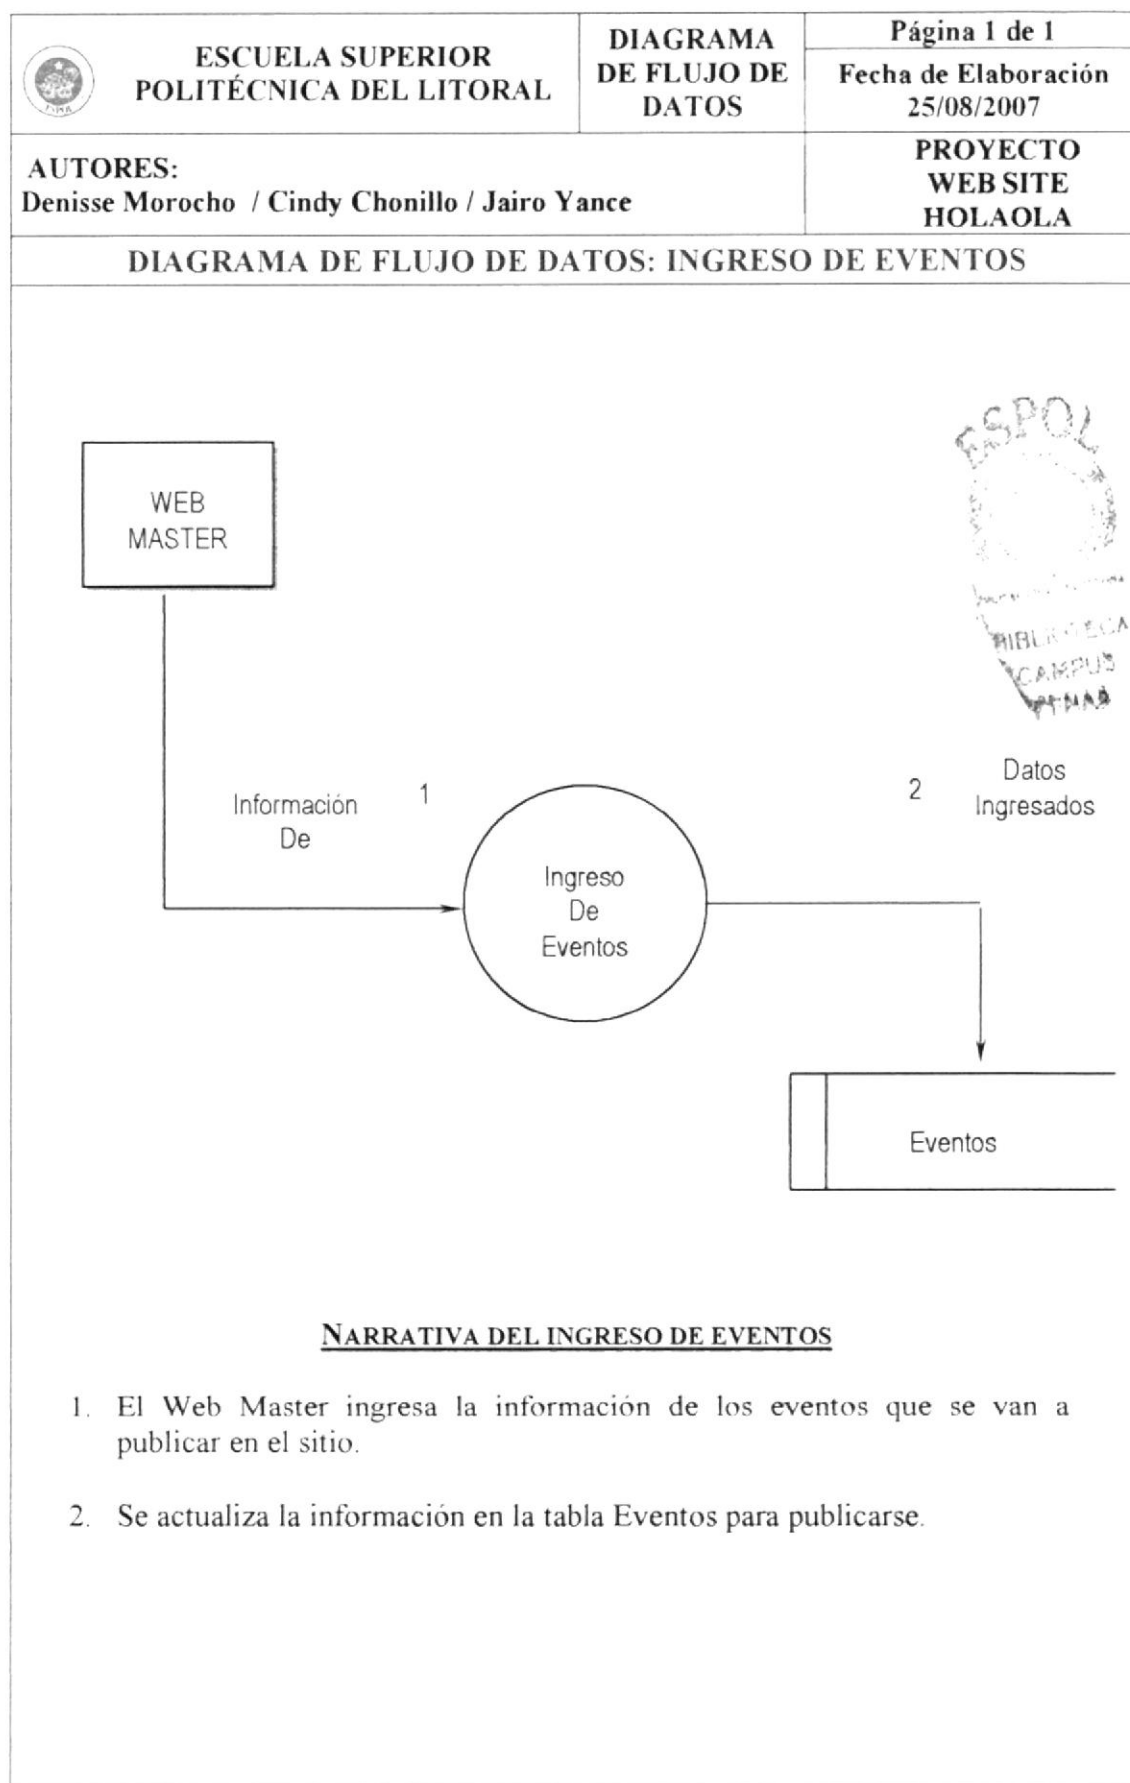 ESCUELA SUPERIOR
POLITÉCNICA DEL LITORAL
DIAGRAMA
DE FLUJO DE
DATOS
Página 1 de 1
Fecha de Elaboración
25/08/2007
AUTORES:
Denisse Morocho / Cindy Chonillo / Jairo Yance
PROYECTO
WEB SITE
HOLAOLA
DIAGRAMA DE FLUJO DE DATOS: INGRESO DE EVENTOS
ESPOL
BIBLIOTECA
CAMPUS
WEB
MASTER
Información
De
1
2
Datos
Ingresados
Ingreso
De
Eventos
Eventos
NARRATIVA DEL INGRESO DE EVENTOS
1. El Web Master ingresa la información de los eventos que se van a
publicar en el sitio.
2. Se actualiza la información en la tabla Eventos para publicarse.